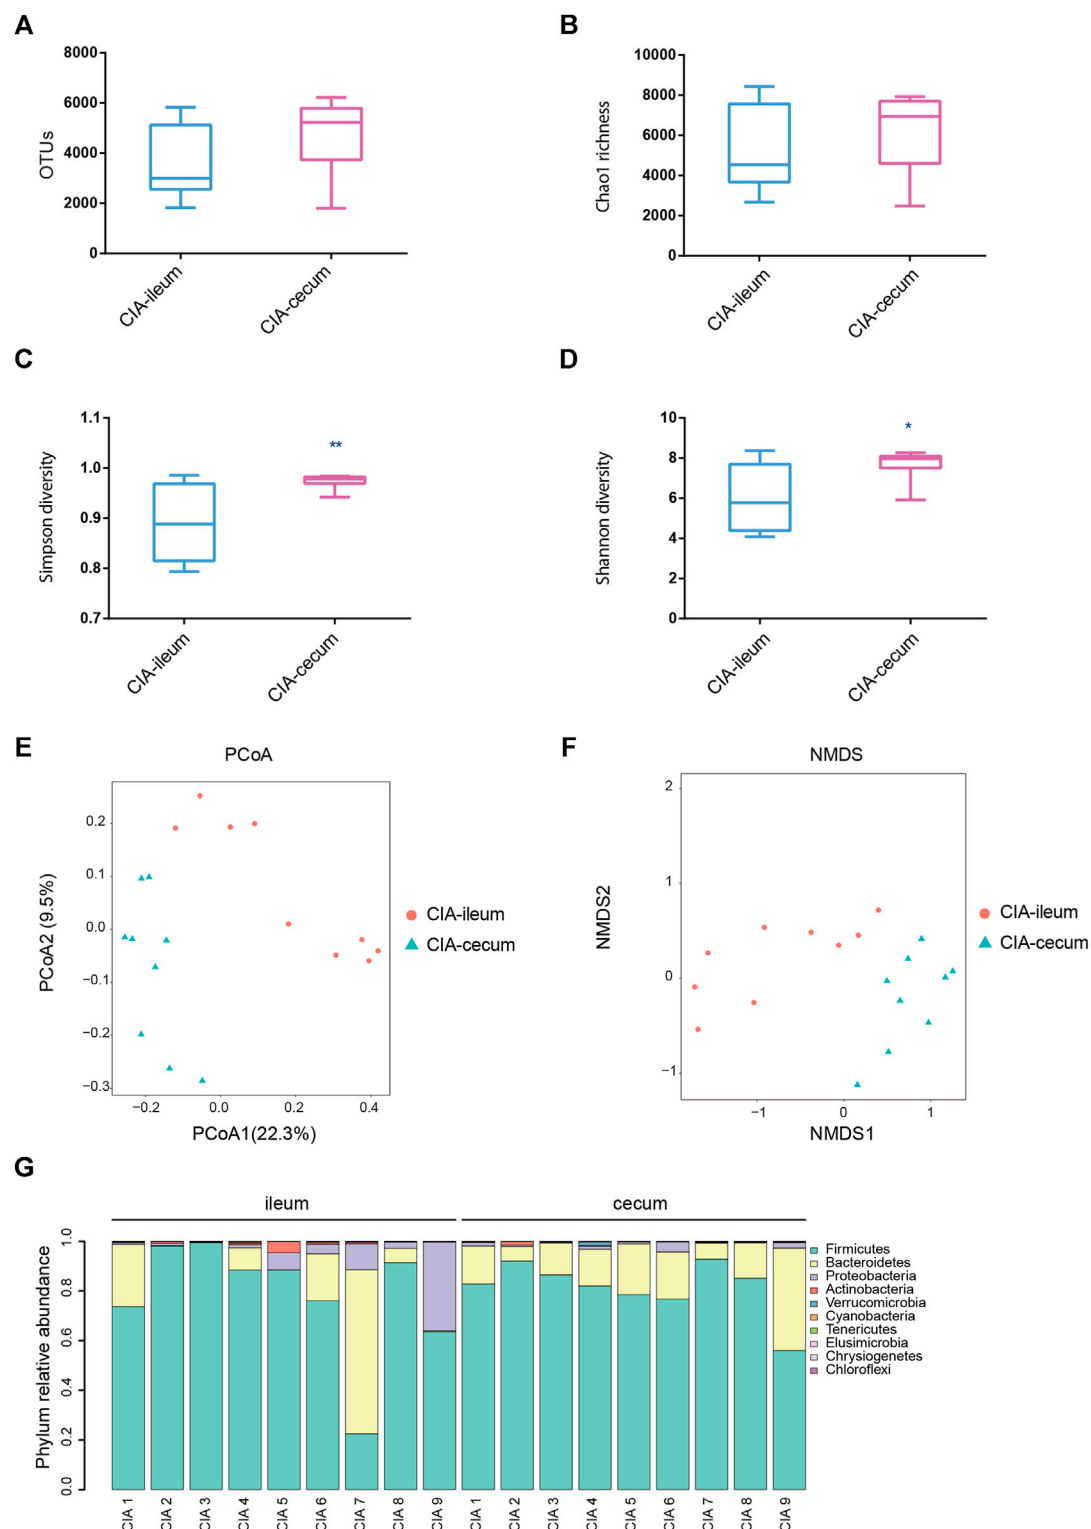 A
8000
6000
4000
2000
0
OTUs
CIA-ileum
CIA-cecum
B
10000
8000
6000
4000
2000
0
Chao1 richness
CIA-ileum
CIA-cecum
C
1.1
1.0
0.9
0.8
0.7
Simpson diversity
**
CIA-ileum
CIA-cecum
D
10
8
6
4
2
0
Shannon diversity
*
CIA-ileum
CIA-cecum
E
PCoA
0.2
0.1
0.0
−0.1
−0.2
−0.3
PCoA2 (9.5%)
−0.2
0.0
0.2
0.4
PCoA1(22.3%)
CIA-ileum
CIA-cecum
F
NMDS
2
1
0
−1
NMDS2
−1
0
1
NMDS1
CIA-ileum
CIA-cecum
G
ileum
cecum
1.0
0.8
0.6
0.4
0.2
0.0
Phylum relative abundance
CIA 1
CIA 2
CIA 3
CIA 4
CIA 5
CIA 6
CIA 7
CIA 8
CIA 9
CIA 1
CIA 2
CIA 3
CIA 4
CIA 5
CIA 6
CIA 7
CIA 8
CIA 9
Firmicutes
Bacteroidetes
Proteobacteria
Actinobacteria
Verrucomicrobia
Cyanobacteria
Tenericutes
Elusimicrobia
Chrysiogenetes
Chloroflexi